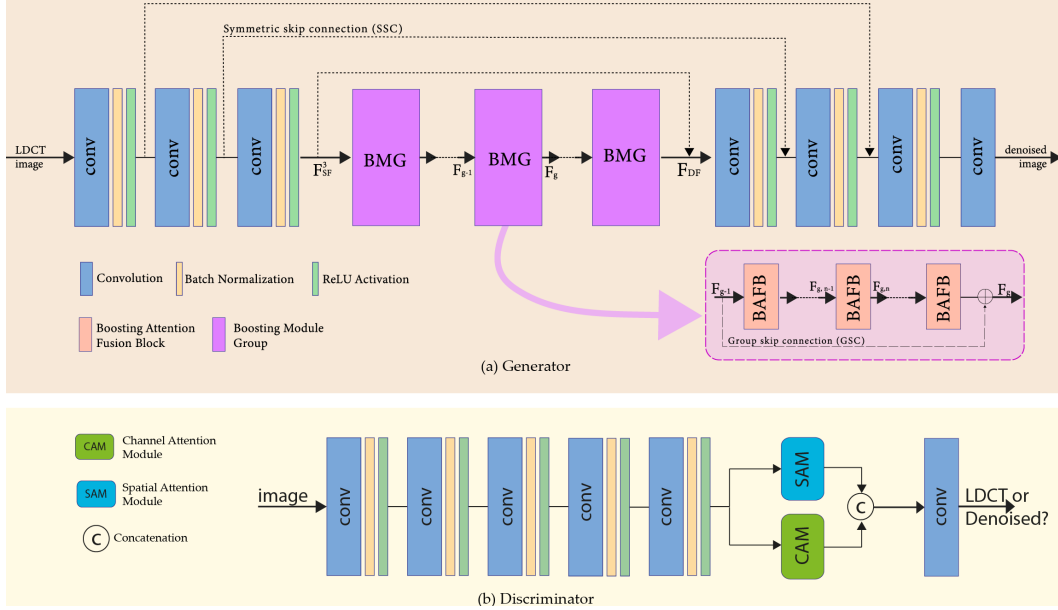 Symmetric skip connection (SSC)
LDCT
image
conv
conv
conv
F³SF
BMG
Fg-1
BMG
Fg
BMG
FDF
conv
conv
conv
conv
denoised
image
Convolution
Batch Normalization
ReLU Activation
Boosting Attention
Fusion Block
Boosting Module
Group
Fg-1
BAFB
Fg, n-1
BAFB
Fg,n
BAFB
Fg
Group skip connection (GSC)
(a) Generator
CAM
Channel Attention
Module
SAM
Spatial Attention
Module
C
Concatenation
image
conv
conv
conv
conv
conv
SAM
CAM
C
conv
LDCT or
Denoised?
(b) Discriminator